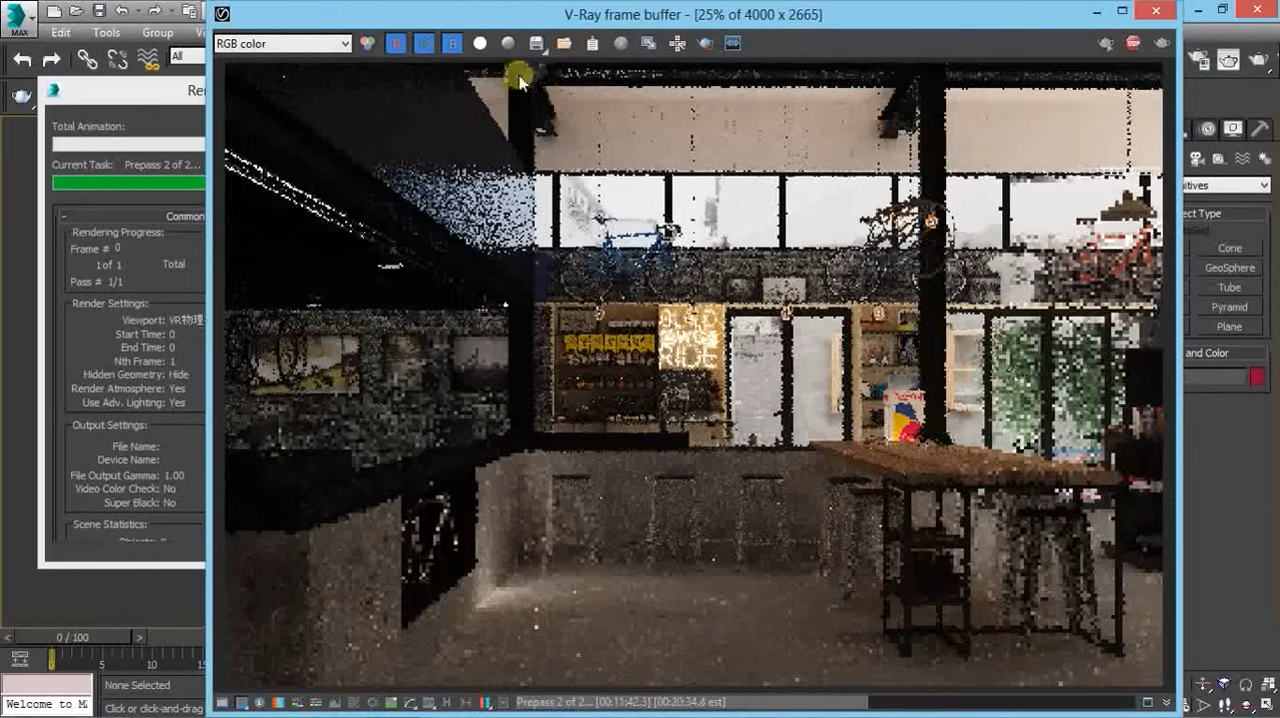 V-Ray frame buffer - [25% of 4000 x 2665]
MAX
Edit
Tools
Group
All
RGB color
Total Animation:
Current Task:
Prepass 2 of 2...
Common
Rendering Progress:
Frame # 0
1 of 1
Total
Pass # 1/1
Render Settings:
Viewport:
Start Time: 0
End Time: 0
Nth Frame: 1
Hidden Geometry: Hide
Render Atmosphere: Yes
Use Adv. Lighting: Yes
Output Settings:
File Name:
Device Name:
File Output Gamma: 1.00
Video Color Check: No
Super Black: No
Scene Statistics:
Cone
GeoSphere
Tube
Pyramid
Plane
and Color
RIDE
0 / 100
0
5
10
None Selected
Click or click-and-drag
Welcome to M
Prepass 2 of 2... [00:11:42.3] [00:20:34.8 est]